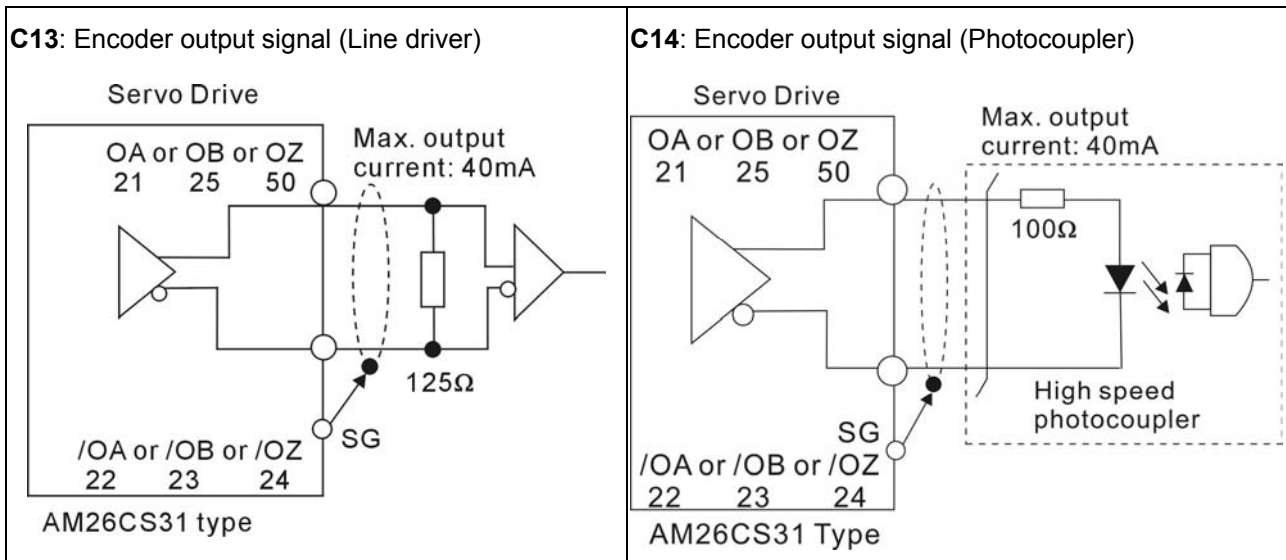 C13: Encoder output signal (Line driver)
Servo Drive
OA or OB or OZ
21 25 50
Max. output
current: 40mA
125Ω
SG
/OA or /OB or /OZ
22 23 24
AM26CS31 type
C14: Encoder output signal (Photocoupler)
Servo Drive
OA or OB or OZ
21 25 50
Max. output
current: 40mA
100Ω
High speed
photocoupler
SG
/OA or /OB or /OZ
22 23 24
AM26CS31 Type